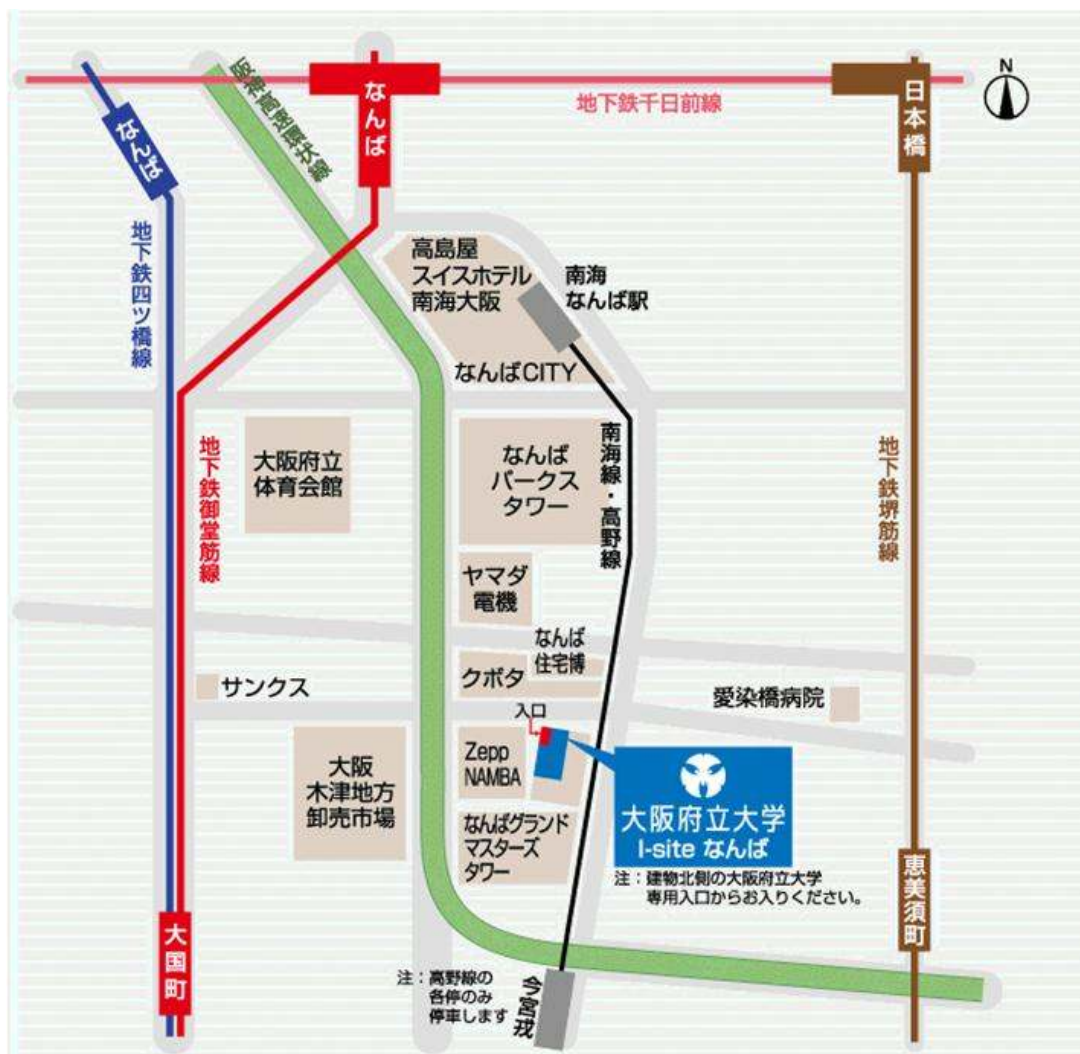 N
なんば
なんば
日本橋
地下鉄千日前線
阪神高速環状線
地下鉄四ツ橋線
高島屋
スイスホテル
南海大阪
南海
なんば駅
なんばCITY
地下鉄御堂筋線
大阪府立
体育会館
なんば
パークス
タワー
南海線・高野線
地下鉄堺筋線
ヤマダ
電機
なんば
住宅博
クボタ
サンクス
愛染橋病院
入口
Zepp
NAMBA
大阪
木津地方
卸売市場
大阪府立大学
I-site なんば
なんばグランド
マスターズ
タワー
注：建物北側の大阪府立大学
専用入口からお入りください。
恵美須町
大国町
注：高野線の
各停のみ
停車します
今宮戎